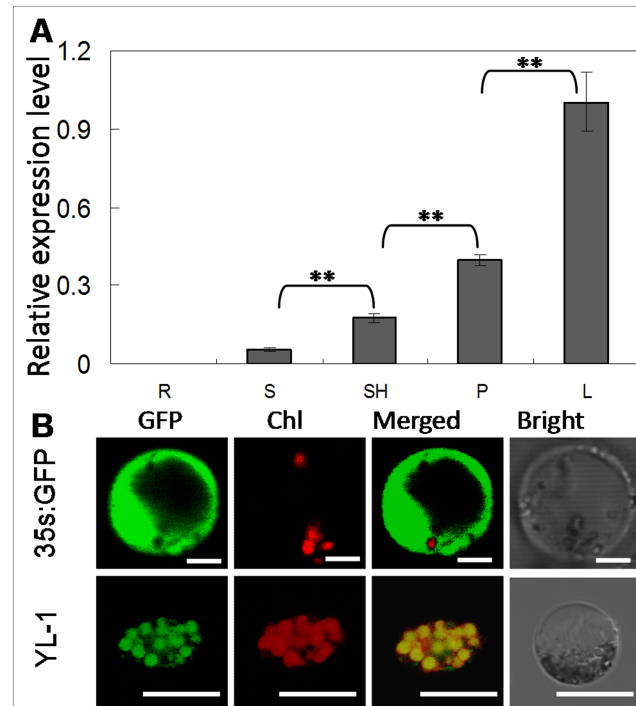 A
Relative expression level
1.2
0.9
0.6
0.3
0
**
**
**
R S SH P L
B
GFP Chl Merged Bright
35s:GFP
YL-1